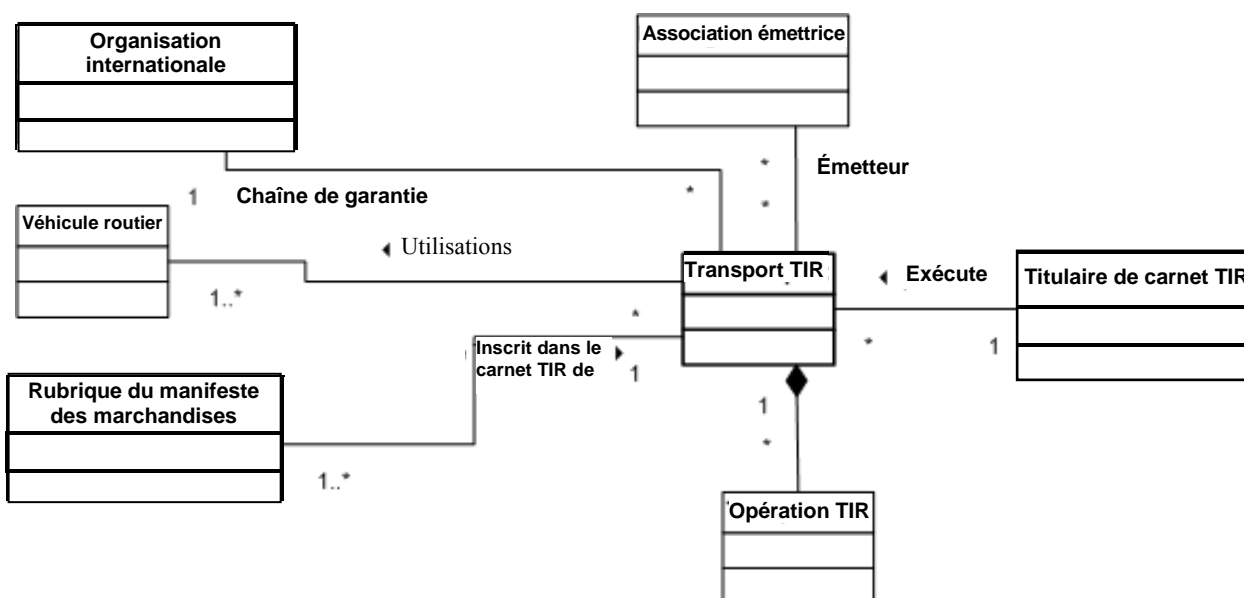 Organisation
internationale
Association émettrice
*
Émetteur
1
Chaîne de garantie
*
*
Véhicule routier
Utilisations
Transport TIR
Exécute
Titulaire de carnet TIR
1..*
*
*
1
Inscrit dans le
carnet TIR de
1
Rubrique du manifeste
des marchandises
1
*
1..*
Opération TIR